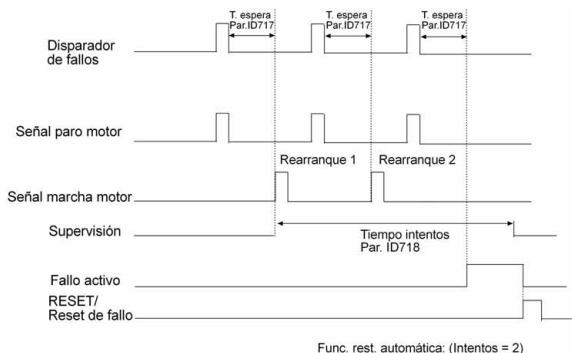 T. espera
Par.ID717
T. espera
Par.ID717
T. espera
Par.ID717
Disparador
de fallos
Señal paro motor
Rearranque 1
Rearranque 2
Señal marcha motor
Supervisión
Tiempo intentos
Par. ID718
Fallo activo
RESET/
Reset de fallo
Func. rest. automática: (Intentos = 2)